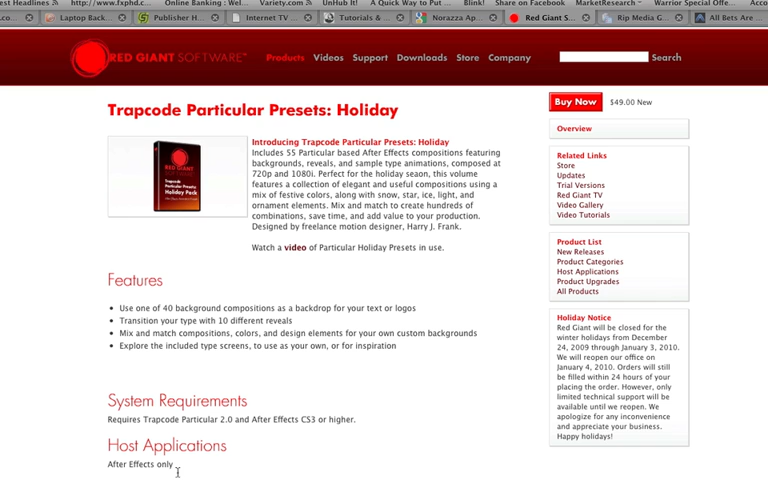 est Headlines
http://www.fxphd.c...
Online Banking : Wel...
Variety.com
UnHub It!
A Quick Way to Put ...
Blink!
Share on Facebook
MarketResearch
Warrior Special Offe...
Acco
Laptop Back...
Publisher H...
Internet TV ...
Tutorials & ...
Norazza Ap...
Red Giant S...
Rip Media G...
All Bets Are
RED GIANT SOFTWARE™
Products Videos Support Downloads Store Company Search
Trapcode Particular Presets: Holiday
Introducing Trapcode Particular Presets: Holiday
Includes 55 Particular based After Effects compositions featuring
backgrounds, reveals, and sample type animations, composed at
720p and 1080i. Perfect for the holiday seaon, this volume
features a collection of elegant and useful compositions using a
mix of festive colors, along with snow, star, ice, light, and
ornament elements. Mix and match to create hundreds of
combinations, save time, and add value to your production.
Designed by freelance motion designer, Harry J. Frank.
Watch a video of Particular Holiday Presets in use.
Trapcode
Particular Presets
Holiday Pack
Features
• Use one of 40 background compositions as a backdrop for your text or logos
• Transition your type with 10 different reveals
• Mix and match compositions, colors, and design elements for your own custom backgrounds
• Explore the included type screens, to use as your own, or for inspiration
System Requirements
Requires Trapcode Particular 2.0 and After Effects CS3 or higher.
Host Applications
After Effects only
Buy Now $49.00 New
Overview
Related Links
Store
Updates
Trial Versions
Red Giant TV
Video Gallery
Video Tutorials
Product List
New Releases
Product Categories
Host Applications
Product Upgrades
All Products
Holiday Notice
Red Giant will be closed for the
winter holidays from December
24, 2009 through January 3, 2010.
We will reopen our office on
January 4, 2010. Orders will still
be filled within 24 hours of your
placing the order. However, only
limited technical support will be
available until we reopen. We
apologize for any inconvenience
and appreciate your business.
Happy holidays!